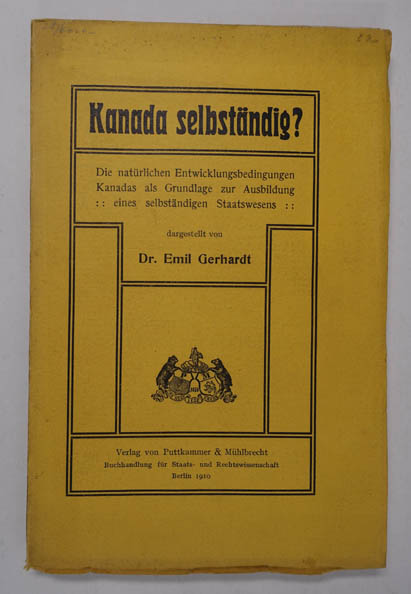 Kanada selbständig?
Die natürlichen Entwicklungsbedingungen
Kanadas als Grundlage zur Ausbildung
:: eines selbständigen Staatswesens ::
dargestellt von
Dr. Emil Gerhardt
Verlag von Puttkammer & Mühlbrecht
Buchhandlung für Staats- und Rechtswissenschaft
Berlin 1910